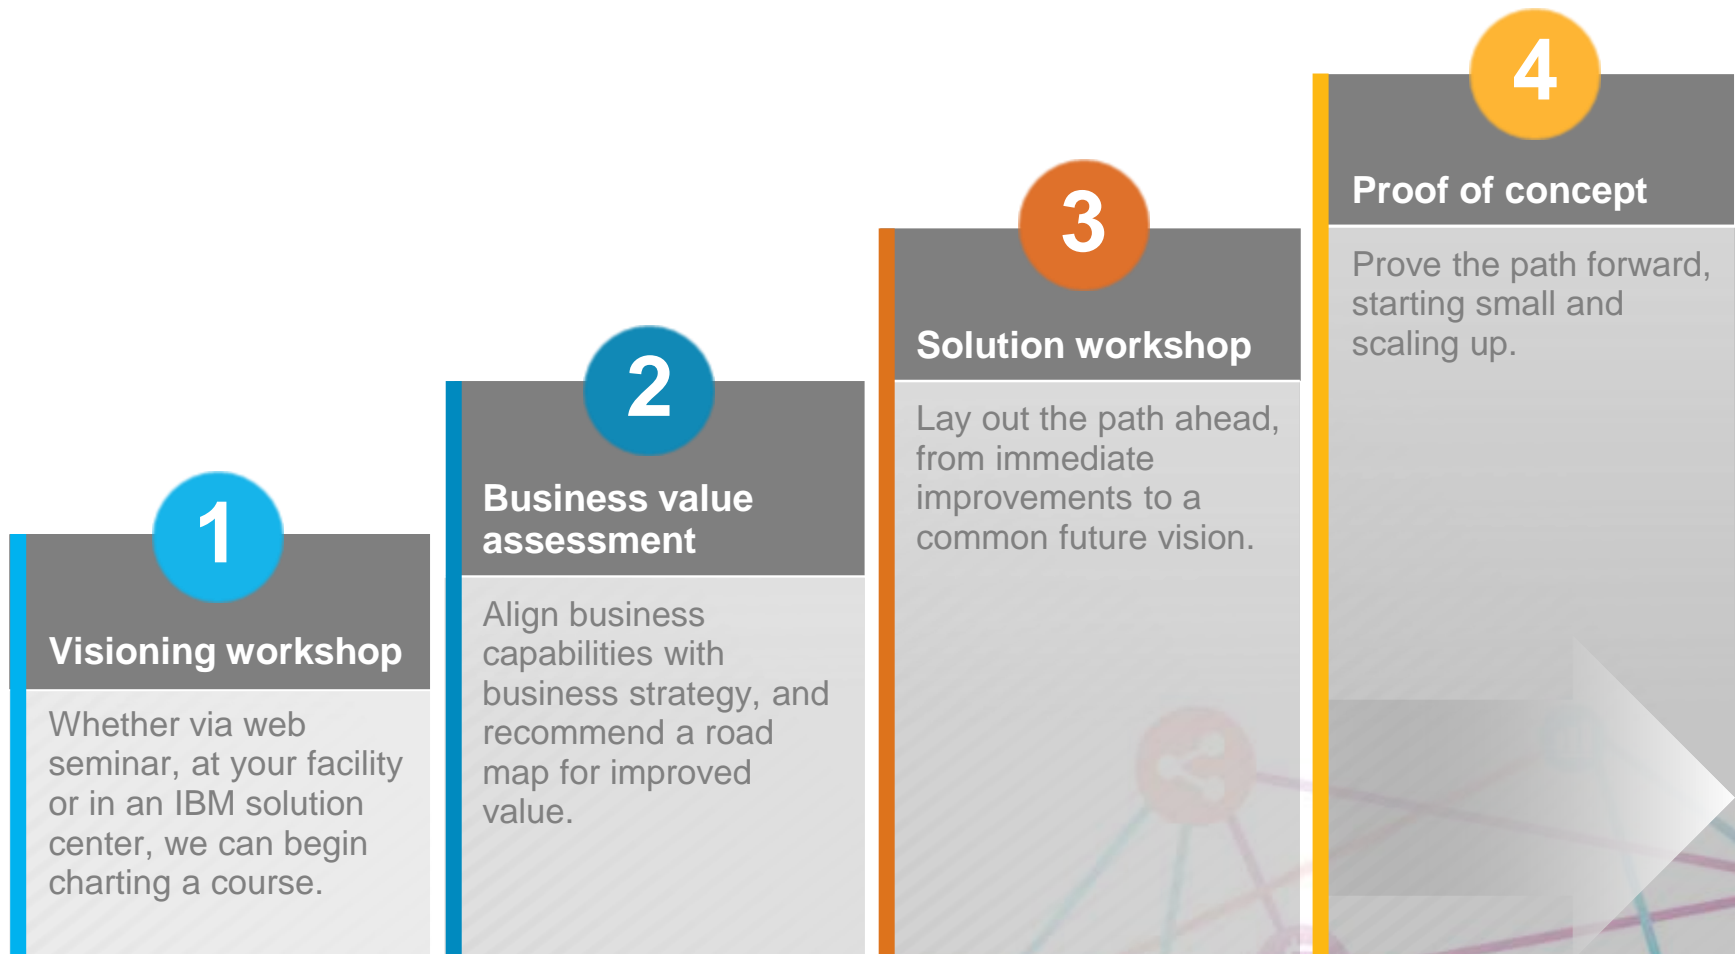 1
Visioning workshop
Whether via web
seminar, at your facility
or in an IBM solution
center, we can begin
charting a course.
2
Business value
assessment
Align business
capabilities with
business strategy, and
recommend a road
map for improved
value.
3
Solution workshop
Lay out the path ahead,
from immediate
improvements to a
common future vision.
4
Proof of concept
Prove the path forward,
starting small and
scaling up.